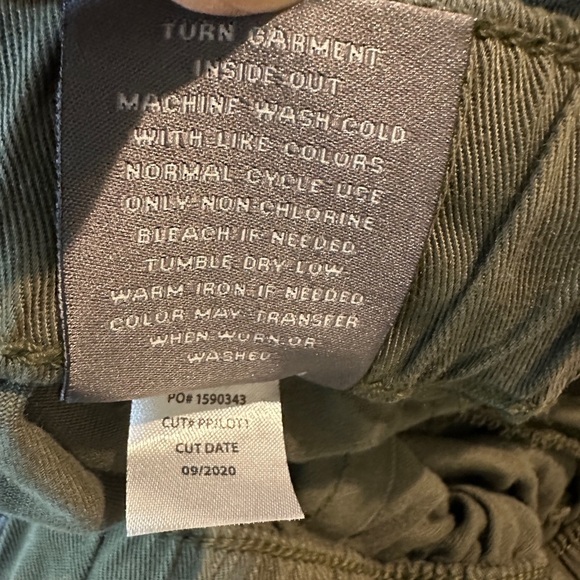 TURN GARMENT
INSIDE-OUT
MACHINE WASH COLD
WITH LIKE COLORS
NORMAL CYCLE USE
ONLY NON-CHLORINE
BLEACH IF NEEDED
TUMBLE DRY LOW
WARM IRON IF NEEDED
COLOR MAY TRANSFER
WHEN WORN OR
WASHED
PO# 1590343
CUT#
CUT DATE
09/2020